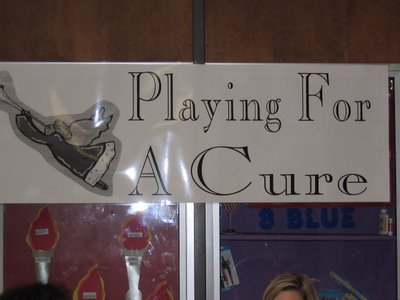 Playing For
A Cure
8 BLUE